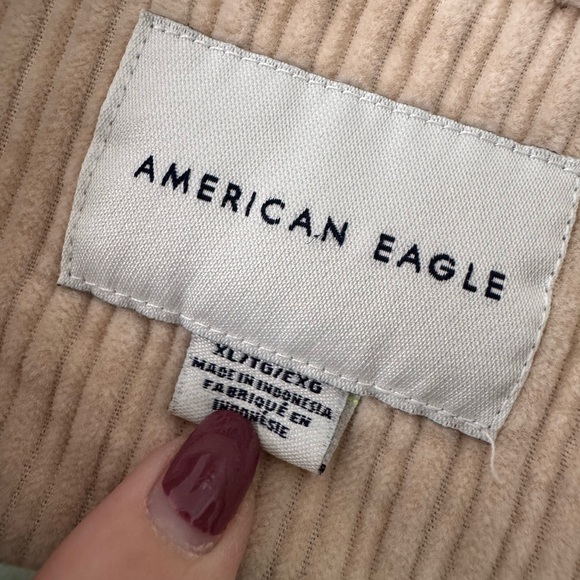 AMERICAN EAGLE
XL/TG/EXG
MADE IN INDONESIA
FABRIQUÉ EN
INDONÉSIE